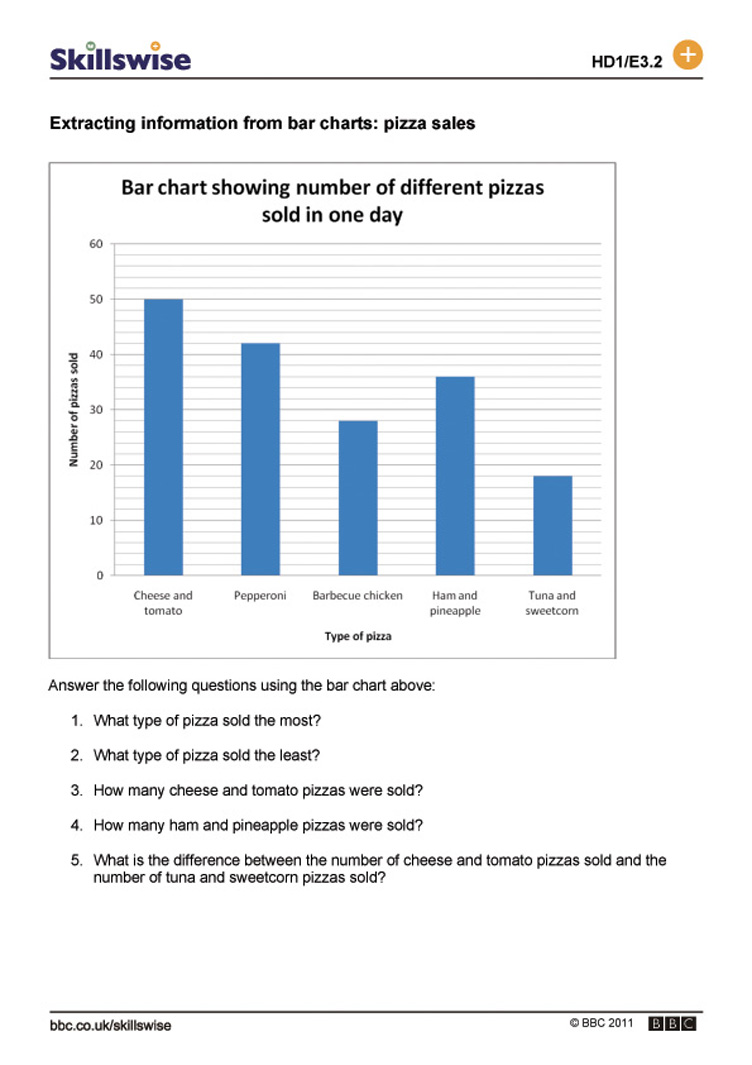 Skillswise
HD1/E3.2
Extracting information from bar charts: pizza sales
Bar chart showing number of different pizzas
sold in one day
60
50
40
30
20
10
0
Number of pizzas sold
Cheese and
tomato
Pepperoni
Barbecue chicken
Ham and
pineapple
Tuna and
sweetcorn
Type of pizza
Answer the following questions using the bar chart above:
1. What type of pizza sold the most?
2. What type of pizza sold the least?
3. How many cheese and tomato pizzas were sold?
4. How many ham and pineapple pizzas were sold?
5. What is the difference between the number of cheese and tomato pizzas sold and the
number of tuna and sweetcorn pizzas sold?
bbc.co.uk/skillswise
© BBC 2011 BBC